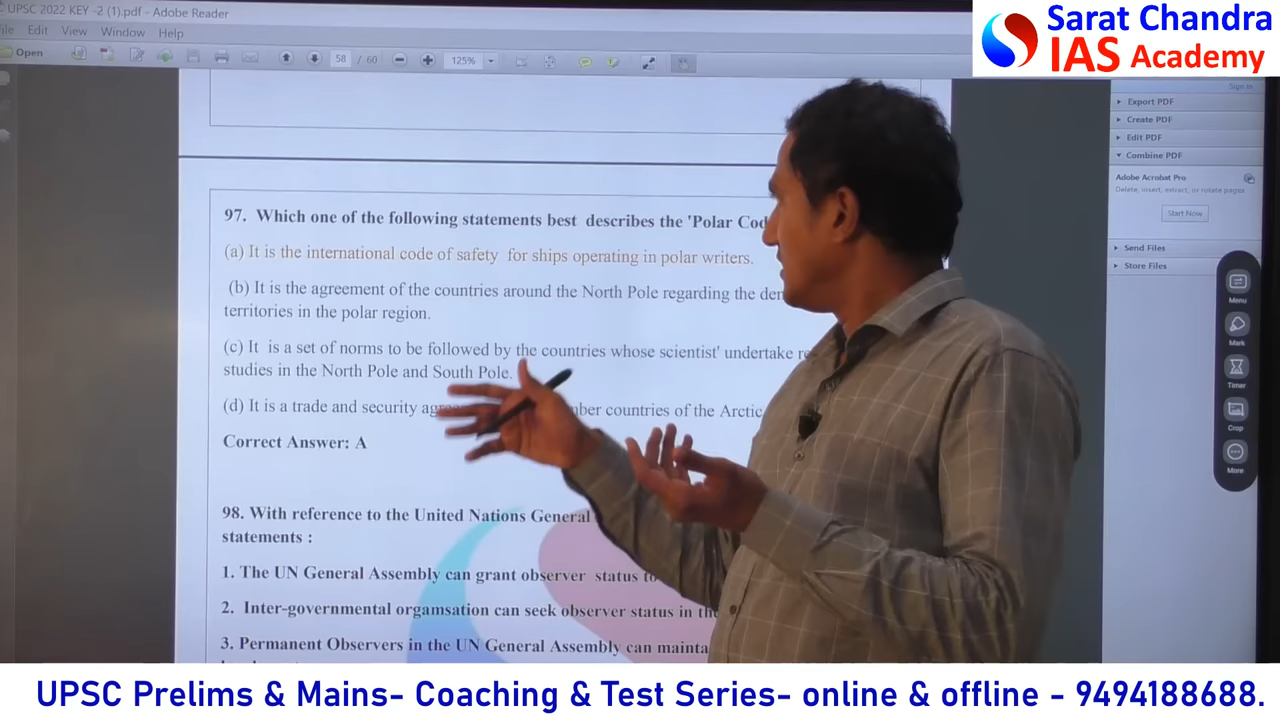 UPSC 2022 KEY -2 (1).pdf - Adobe Reader
Edit View Window Help
Open 58 / 60 125%
Sarat Chandra
IAS Academy
Sign In
Export PDF
Create PDF
Edit PDF
Combine PDF
Adobe Acrobat Pro
Delete, insert, extract, or rotate pages
Start Now
Send Files
Store Files
Menu
Mark
Timer
Crop
More
97. Which one of the following statements best describes the 'Polar
(a) It is the international code of safety for ships operating in polar writers.
(b) It is the agreement of the countries around the North Pole regarding the
territories in the polar region.
(c) It is a set of norms to be followed by the countries whose scientist' undertake
studies in the North Pole and South Pole.
(d) It is a trade and security countries of the Arctic
Correct Answer: A
98. With reference to the United Nations General
statements :
1. The UN General Assembly can grant observer status
2. Inter-governmental orgamsation can seek observer status in
3. Permanent Observers in the UN General Assembly can
UPSC Prelims & Mains- Coaching & Test Series- online & offline - 9494188688.